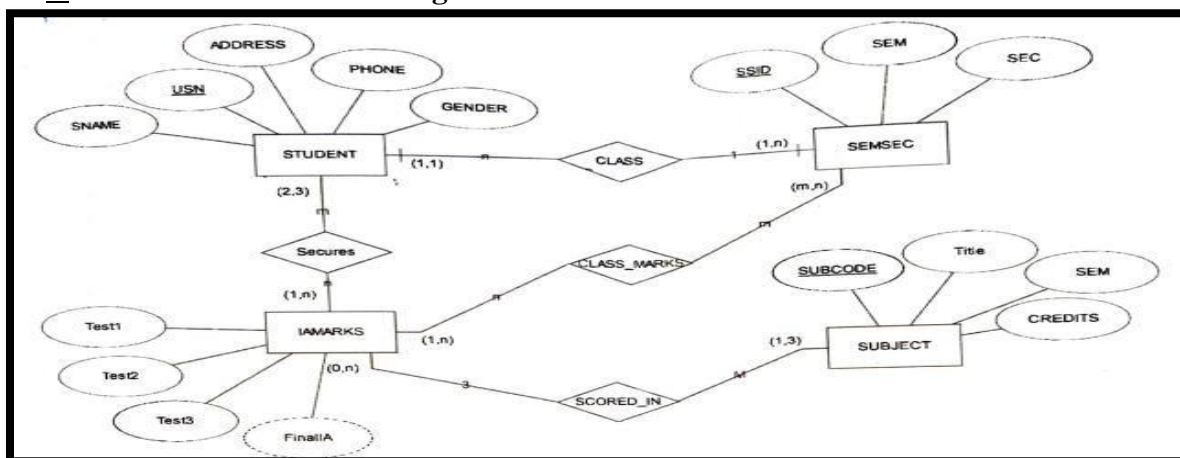 ADDRESS
SEM
PHONE
USN
SSID
SEC
SNAME
GENDER
STUDENT
(1,1)
n
CLASS
1
(1,n)
SEMSEC
(2,3)
(m,n)
m
m
Secures
CLASS_MARKS
Title
SUBCODE
SEM
(1,n)
n
n
CREDITS
Test1
IAMARKS
(1,n)
(1,3)
SUBJECT
Test2
(0,n)
3
M
SCORED_IN
Test3
FinalIA